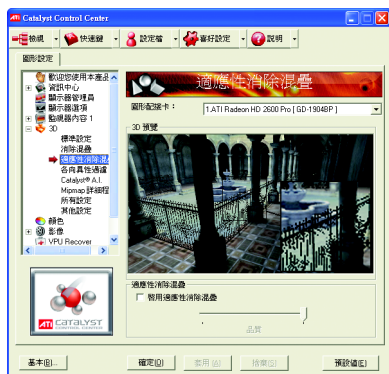 ATI Catalyst Control Center
檢視
快速鍵
設定檔
喜好設定
說明
圖形設定
歡迎您使用本產品
資訊中心
顯示器管理員
顯示器選項
監視器內容 1
3D
標準設定
消除混疊
適應性消除混
各向異性過濾
Catalyst® A.I.
Mipmap 詳細程
所有設定
其他設定
顏色
影像
VPU Recover
適應性消除混疊
圖形配接卡：
1.ATI Radeon HD 2600 Pro [ GD-1904BP ]
3D 預覽
適應性消除混疊
啓用適應性消除混疊
品質
ATI CATALYST
CONTROL CENTER
基本(B)...
確定(O)
套用(A)
捨棄(S)
預設值(E)